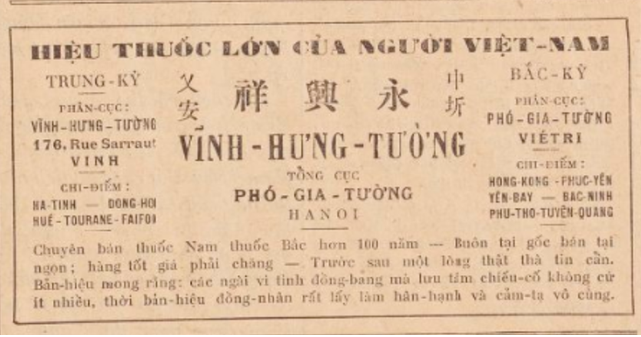 HIỆU THUỐC LỚN CỦA NGƯỜI VIỆT-NAM
TRUNG-KỲ
PHÂN-CỤC:
VĨNH-HƯNG-TƯỜNG
176, Rue Sarraut
VINH
CHI-ĐIẾM:
HA-TINH — DONG-HOI
HUÉ-TOURANE-FAIFOI
乂安
祥興永
中圻
VĨNH-HƯNG-TƯỜNG
TỔNG CỤC
PHÓ-GIA-TƯỜNG
HANOI
BẮC-KỲ
PHÂN-CỤC:
PHÓ-GIA-TƯỜNG
VIÉTRI
CHI-ĐIẾM:
HONG-KONG-PHUC-YÊN
YÊN-BAY — BAC-NINH
PHU-THO-TUYÊN-QUANG
Chuyên bán thuốc Nam thuốc Bắc hơn 100 năm — Buôn tại gốc bán tại
ngọn; hàng tốt giá phải chăng — Trước sau một lòng thật thà tin cẩn.
Bản-hiệu mong rằng: các ngài vì tình đồng-bang mà lưu tâm chiếu-cố không cứ
ít nhiều, thời bản-hiệu đồng-nhân rất lấy làm hân-hạnh và cảm-tạ vô cùng.